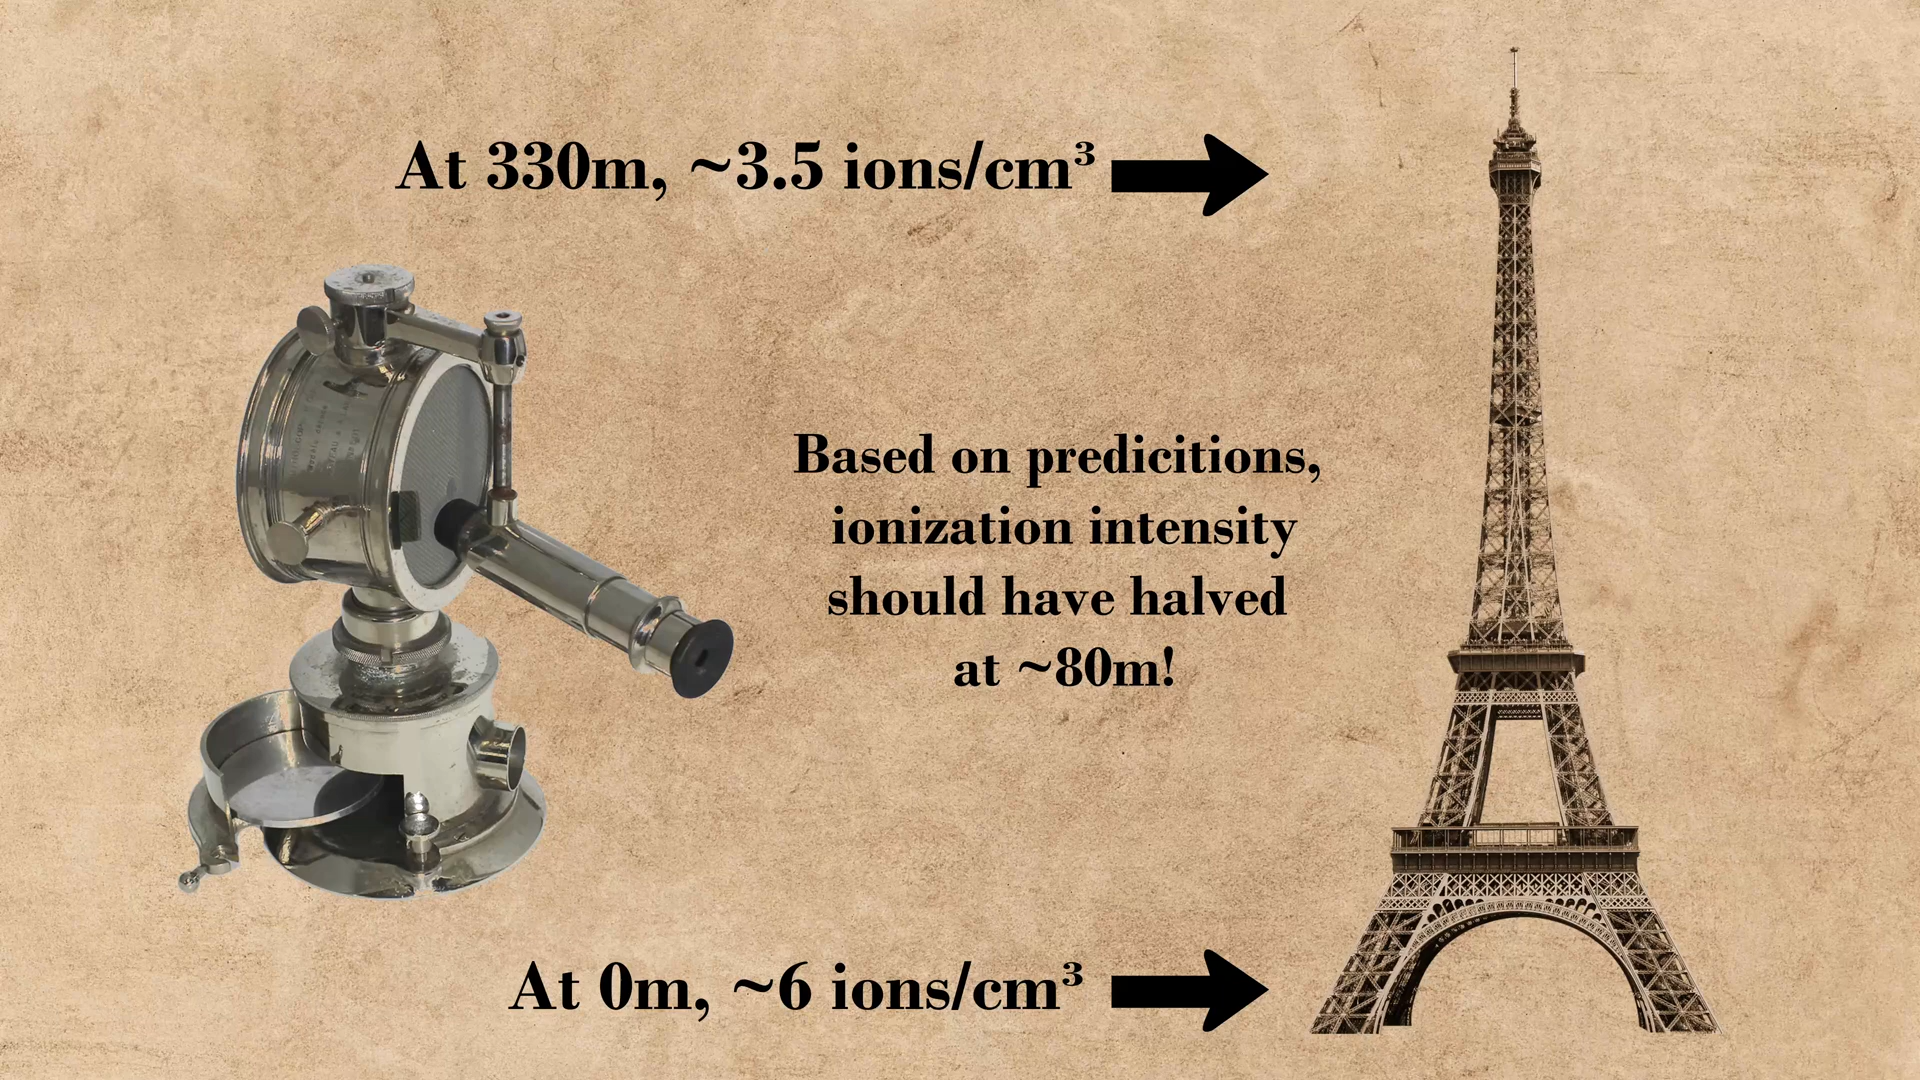 At 330m, ~3.5 ions/cm³
Based on predicitions,
ionization intensity
should have halved
at ~80m!
At 0m, ~6 ions/cm³